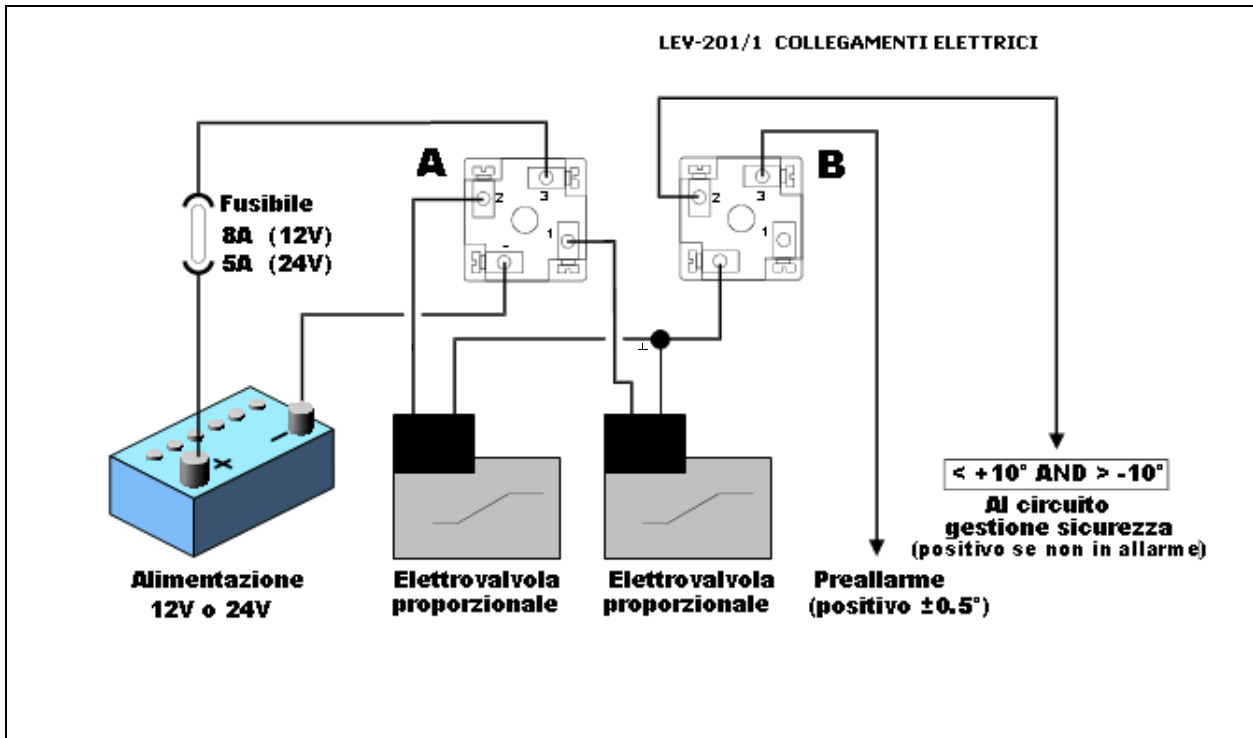 LEV-201/1 COLLEGAMENTI ELETTRICI
A
B
2
3
1
-
2
3
1
Fusibile
8A (12V)
5A (24V)
+
-
< +10° AND > -10°
Al circuito
gestione sicurezza
(positivo se non in allarme)
Alimentazione
12V o 24V
Elettrovalvola
proporzionale
Elettrovalvola
proporzionale
Preallarme
(positivo ±0.5°)